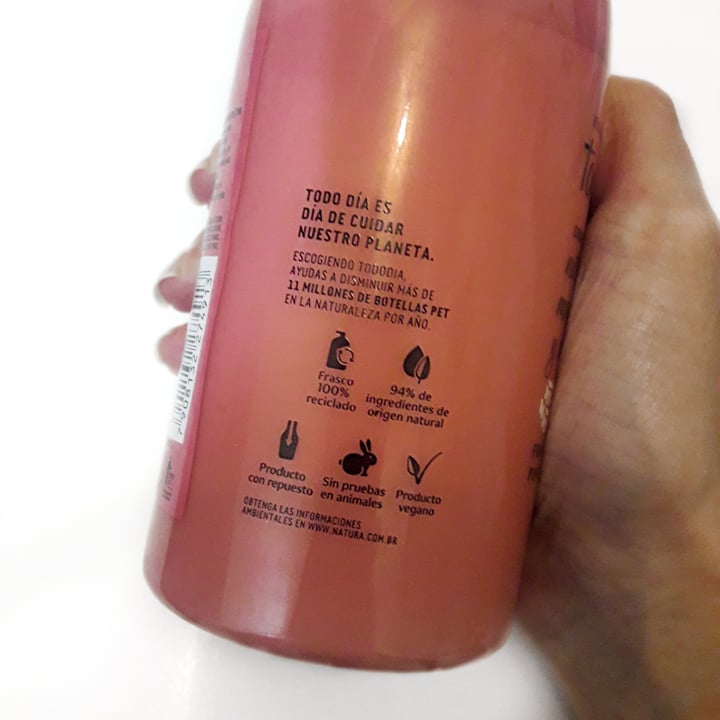 TODO DÍA ES
DÍA DE CUIDAR
NUESTRO PLANETA.
ESCOGIENDO TODODIA,
AYUDAS A DISMINUIR MÁS DE
11 MILLONES DE BOTELLAS PET
EN LA NATURALEZA POR AÑO.
Frasco
100%
reciclado
94% de
ingredientes de
origen natural
Producto
con repuesto
Sin pruebas
en animales
Producto
vegano
OBTENGA LAS INFORMACIONES
AMBIENTALES EN WWW.NATURA.COM.BR